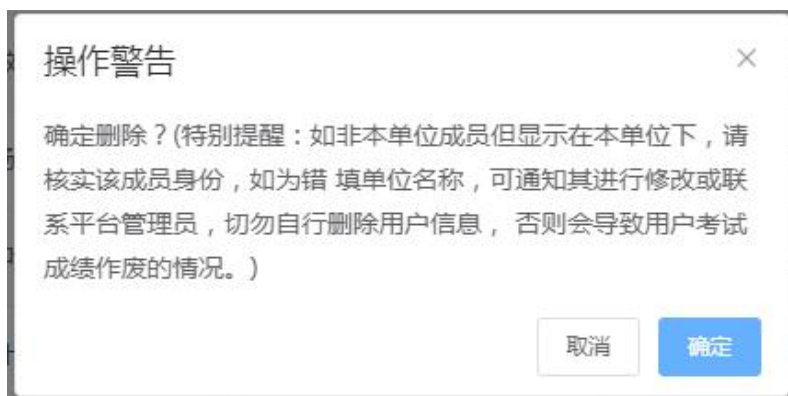 操作警告
确定删除？(特别提醒：如非本单位成员但显示在本单位下，请
核实该成员身份，如为错 填单位名称，可通知其进行修改或联
系平台管理员，切勿自行删除用户信息， 否则会导致用户考试
成绩作废的情况。)
取消 确定